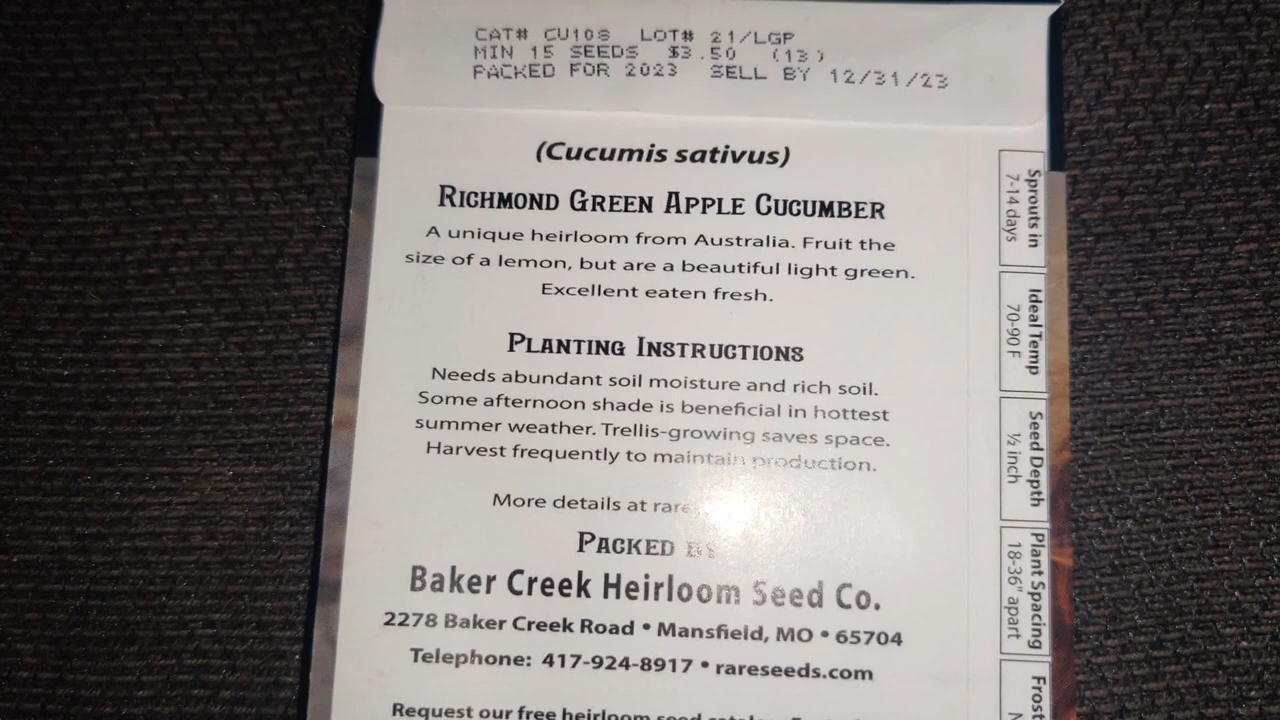 CAT# CU108 LOT# 21/LGP
MIN 15 SEEDS $3.50 (13)
PACKED FOR 2023 SELL BY 12/31/23
(Cucumis sativus)
Richmond Green Apple Cucumber
A unique heirloom from Australia. Fruit the
size of a lemon, but are a beautiful light green.
Excellent eaten fresh.
Planting Instructions
Needs abundant soil moisture and rich soil.
Some afternoon shade is beneficial in hottest
summer weather. Trellis-growing saves space.
Harvest frequently to maintain production.
More details at
Packed By
Baker Creek Heirloom Seed Co.
2278 Baker Creek Road • Mansfield, MO • 65704
Telephone: 417-924-8917 • rareseeds.com
Request our free heirloom seed
Sprouts in
7-14 days
Ideal Temp
70-90 F
Seed Depth
½ inch
Plant Spacing
18-36" apart
Frost